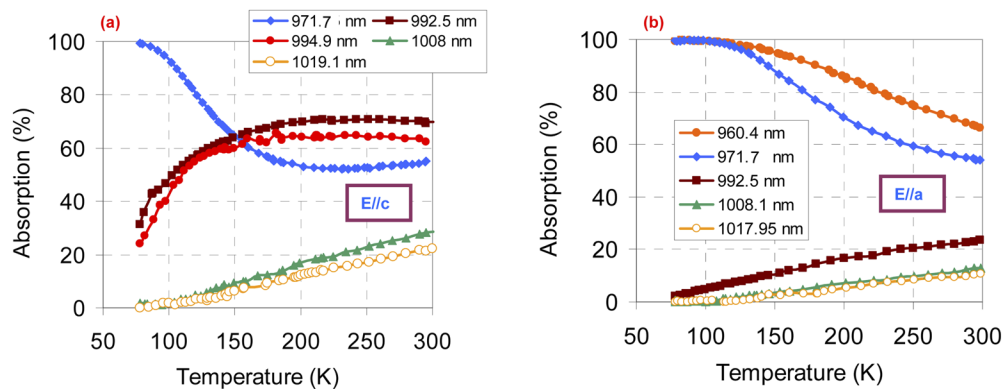 (a)
971.7 nm
992.5 nm
994.9 nm
1008 nm
1019.1 nm
Absorption (%)
100
80
60
40
20
0
E//c
50
100
150
200
250
300
Temperature (K)
(b)
Absorption (%)
100
80
60
40
20
0
960.4 nm
971.7 nm
992.5 nm
1008.1 nm
1017.95 nm
E//a
50
100
150
200
250
300
Temperature (K)